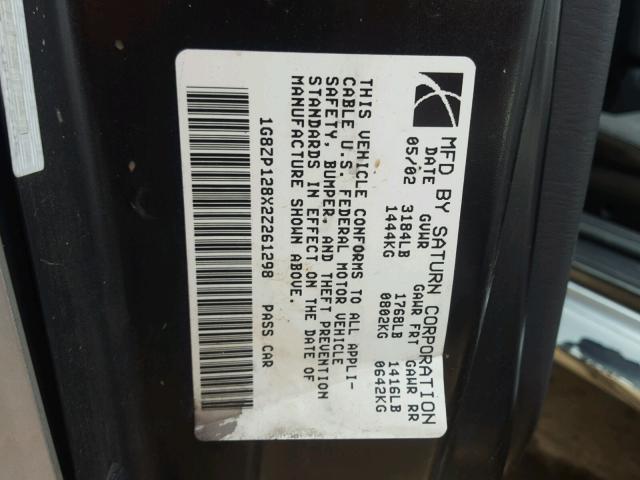 MFD BY SATURN CORPORATION
DATE GVWR GAWR FRT GAWR RR
05/02 3184LB 1768LB 1416LB
1444KG 0802KG 0642KG
THIS VEHICLE CONFORMS TO ALL APPLI-
CABLE U.S. FEDERAL MOTOR VEHICLE
SAFETY, BUMPER, AND THEFT PREVENTION
STANDARDS IN EFFECT ON THE DATE OF
MANUFACTURE SHOWN ABOVE.
1G8ZP128X2Z261298 PASS CAR